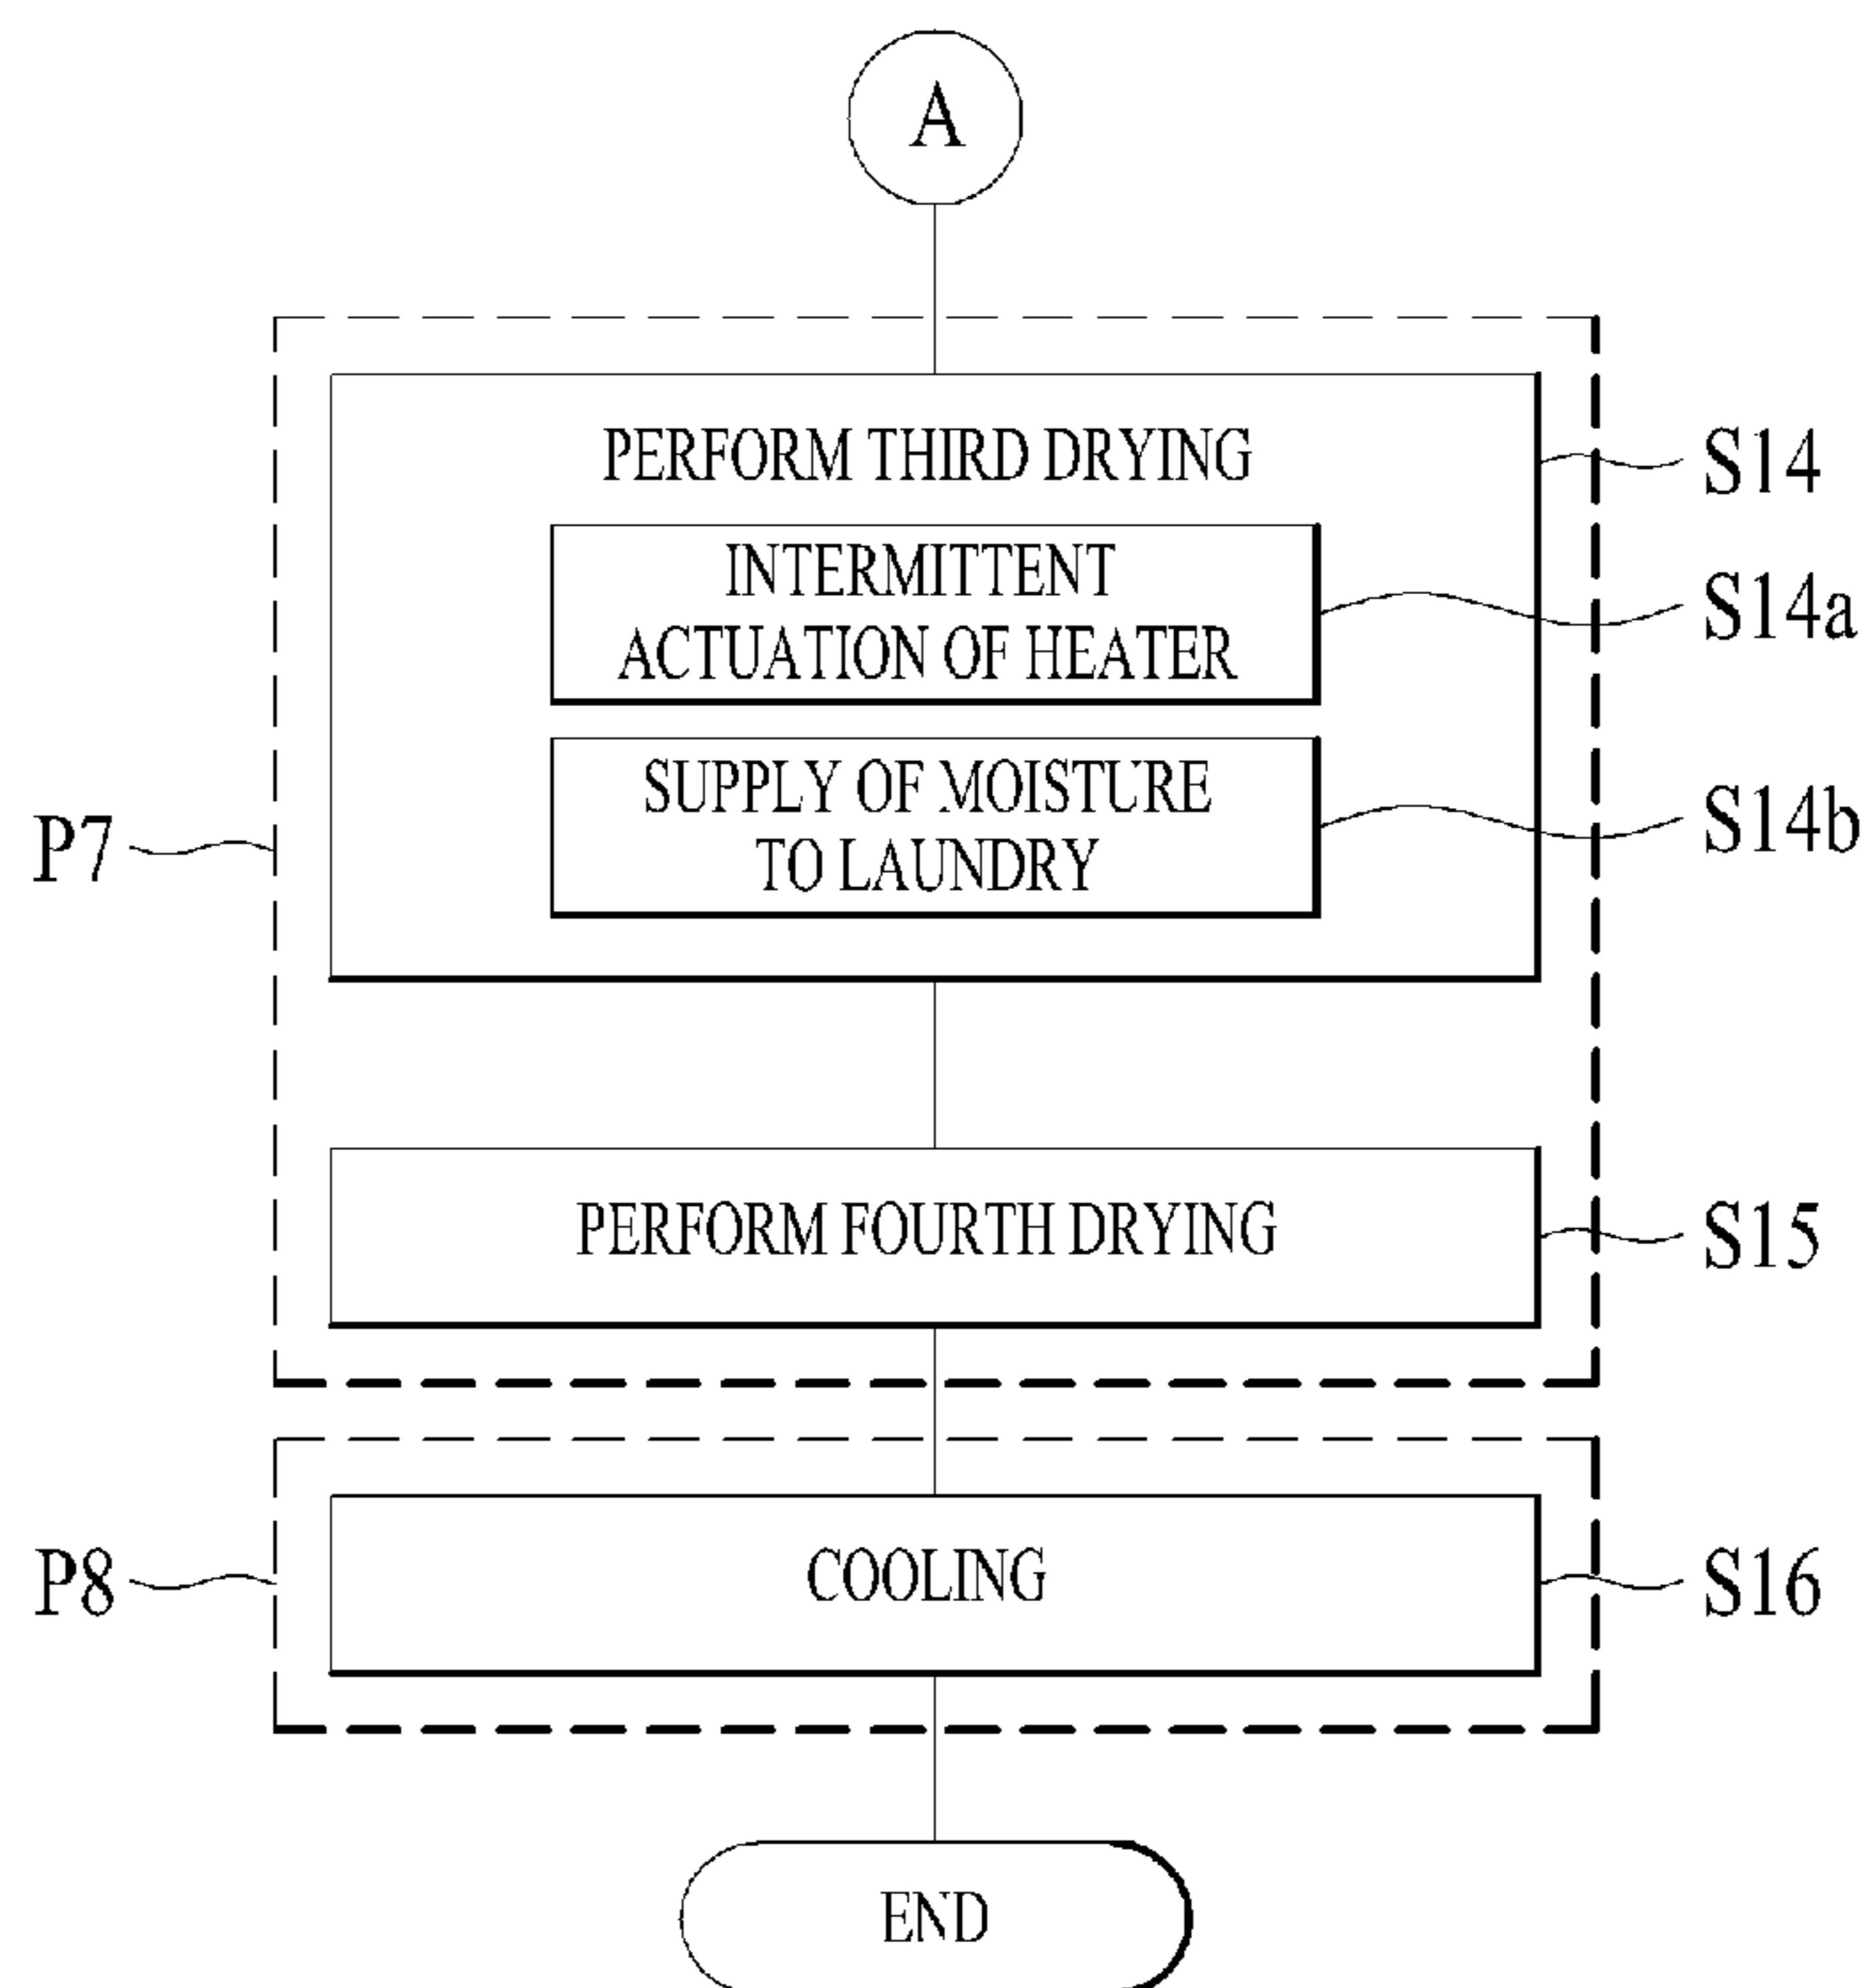 A
PERFORM THIRD DRYING
S14
INTERMITTENT
ACTUATION OF HEATER
S14a
SUPPLY OF MOISTURE
TO LAUNDRY
S14b
P7
PERFORM FOURTH DRYING
S15
P8
COOLING
S16
END